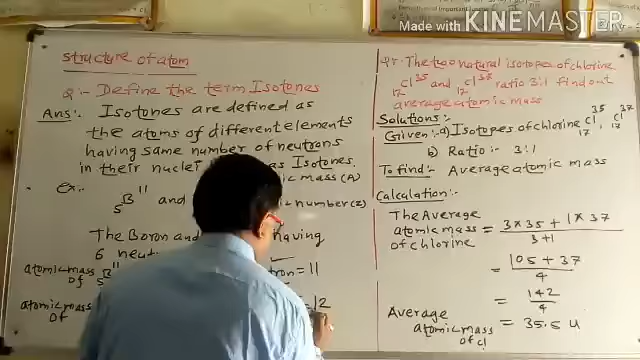 Made with KINEMASTER
Structure of atom
Q:- Define the term Isotones
Ans:- Isotones are defined as
the atoms of different elements
having same number of neutrons
in their nuclei as Isotones.
Ex:- 5B11 and
mic mass (A)
number (Z)
The Boron and having
6 neut
atomic mass of 5B11 tron = 11
atomic mass of = 12
The two natural isotopes of chlorine
17Cl35 and 17Cl ratio 3:1 find out
average atomic mass
Solutions:-
Given:- a) Isotopes of chlorine 17Cl35, 17Cl37
b) Ratio:- 3:1
To find:- Average atomic mass
Calculation:-
The Average atomic mass of chlorine = 3×35 + 1×37 / 3+1
= 105 + 37 / 4
= 142 / 4
Average atomic mass of cl = 35.5 u